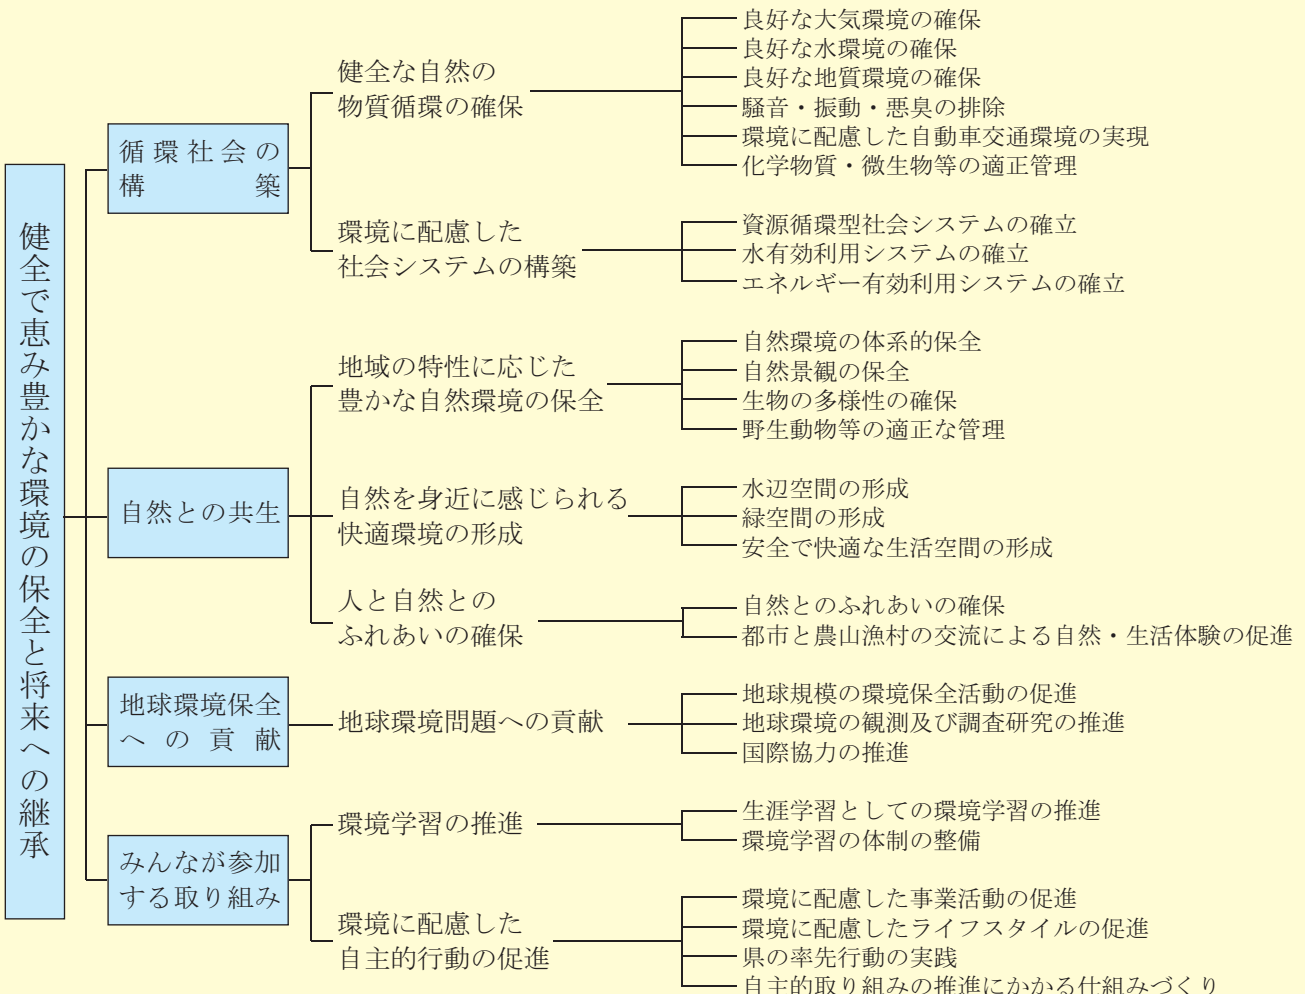 健全で恵み豊かな環境の保全と将来への継承
循環社会の
構築
健全な自然の
物質循環の確保
良好な大気環境の確保
良好な水環境の確保
良好な地質環境の確保
騒音・振動・悪臭の排除
環境に配慮した自動車交通環境の実現
化学物質・微生物等の適正管理
環境に配慮した
社会システムの構築
資源循環型社会システムの確立
水有効利用システムの確立
エネルギー有効利用システムの確立
自然との共生
地域の特性に応じた
豊かな自然環境の保全
自然環境の体系的保全
自然景観の保全
生物の多様性の確保
野生動物等の適正な管理
自然を身近に感じられる
快適環境の形成
水辺空間の形成
緑空間の形成
安全で快適な生活空間の形成
人と自然との
ふれあいの確保
自然とのふれあいの確保
都市と農山漁村の交流による自然・生活体験の促進
地球環境保全
への貢献
地球環境問題への貢献
地球規模の環境保全活動の促進
地球環境の観測及び調査研究の推進
国際協力の推進
みんなが参加
する取り組み
環境学習の推進
生涯学習としての環境学習の推進
環境学習の体制の整備
環境に配慮した
自主的行動の促進
環境に配慮した事業活動の促進
環境に配慮したライフスタイルの促進
県の率先行動の実践
自主的取り組みの推進にかかる仕組みづくり